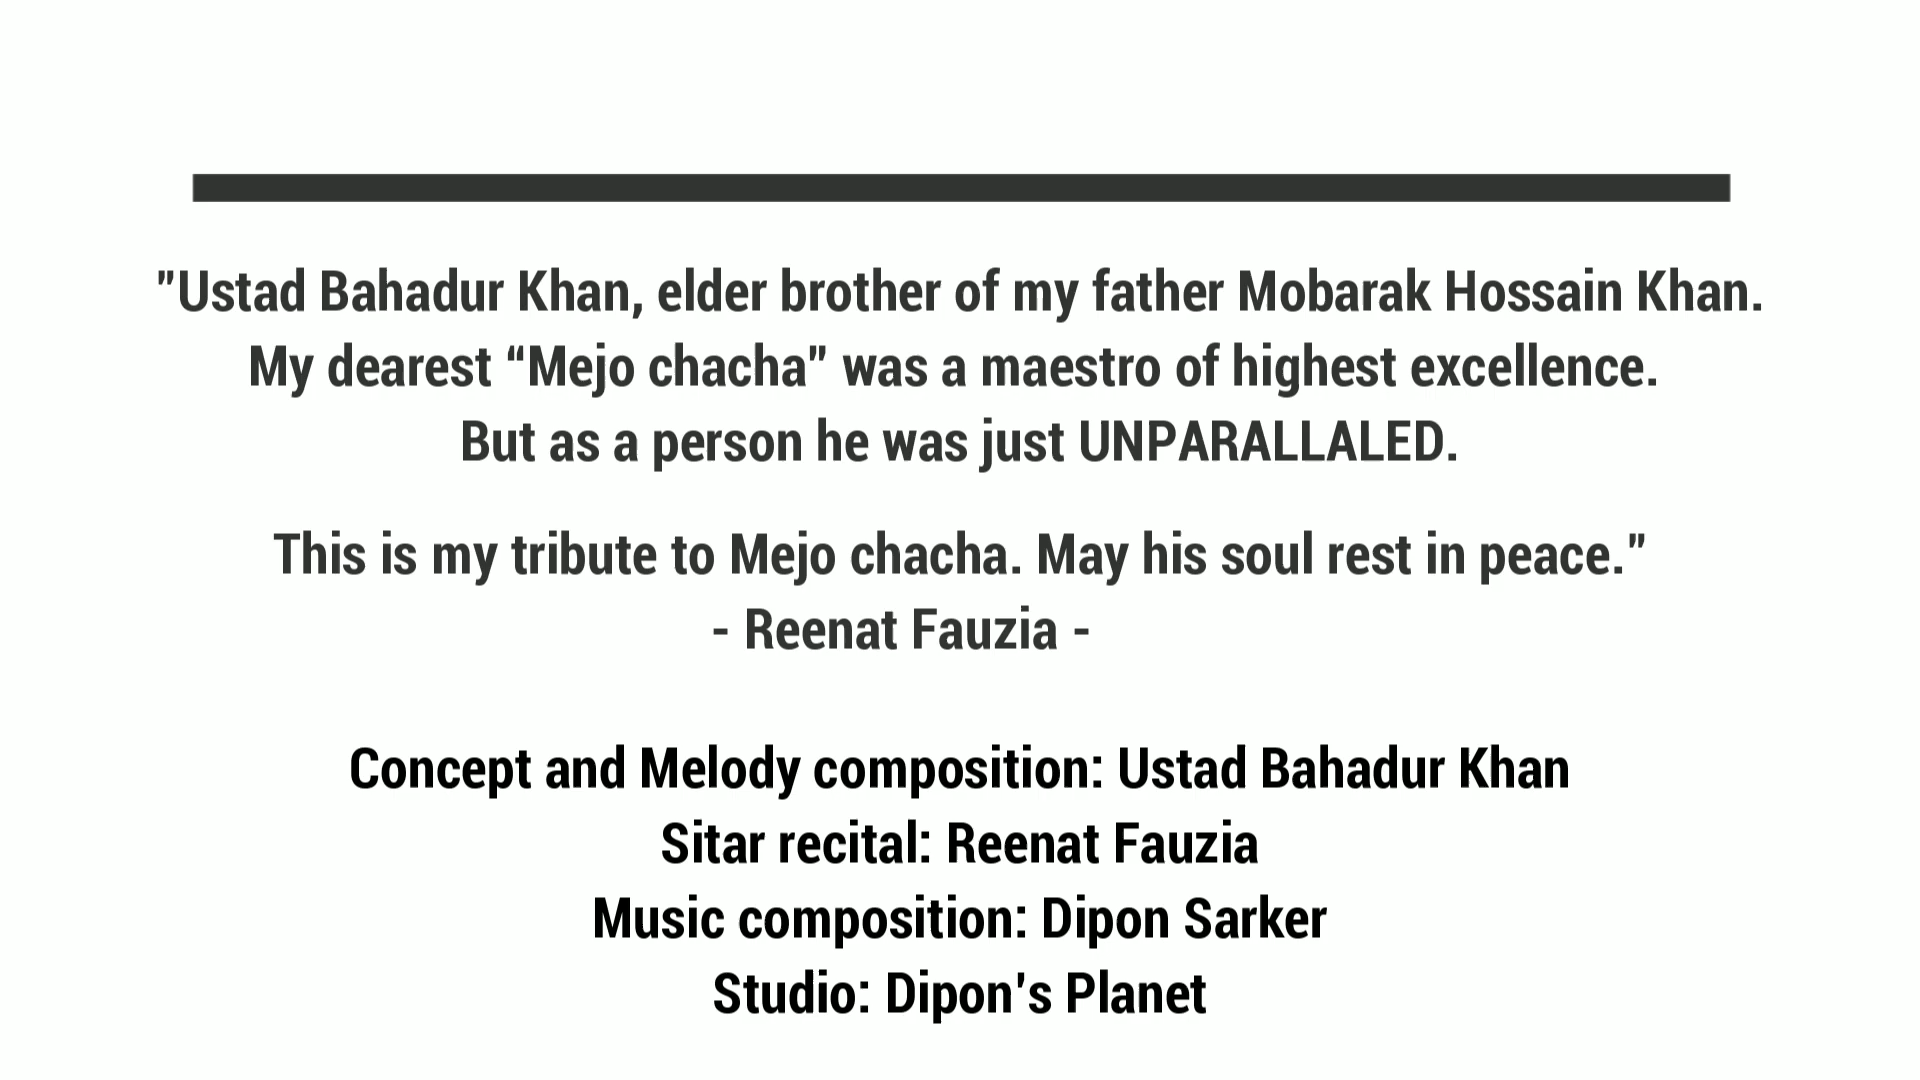 "Ustad Bahadur Khan, elder brother of my father Mobarak Hossain Khan.
My dearest “Mejo chacha” was a maestro of highest excellence.
But as a person he was just UNPARALLALED.
This is my tribute to Mejo chacha. May his soul rest in peace."
- Reenat Fauzia -
Concept and Melody composition: Ustad Bahadur Khan
Sitar recital: Reenat Fauzia
Music composition: Dipon Sarker
Studio: Dipon's Planet